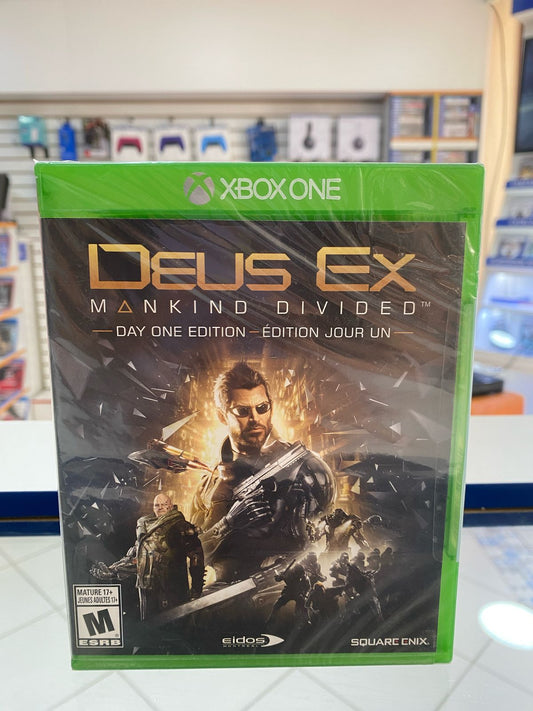 XBOX ONE
DEUS EX
MANKIND DIVIDED™
DAY ONE EDITION — ÉDITION JOUR UN
MATURE 17+
JEUNES ADULTES 17+
M
ESRB
eidos
MONTRÉAL
SQUARE ENIX